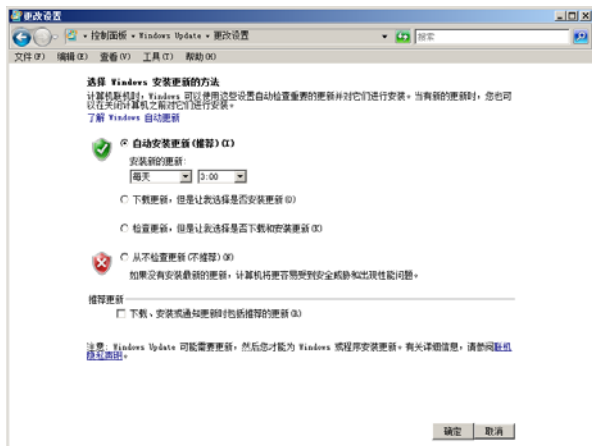 更改设置
控制面板 Windows Update 更改设置
搜索
文件(F) 编辑(E) 查看(V) 工具(T) 帮助(H)
选择 Windows 安装更新的方法
计算机联机时，Windows 可以使用这些设置自动检查重要的更新并对它们进行安装。当有新的更新时，您也可
以在关闭计算机之前对它们进行安装。
了解 Windows 自动更新
自动安装更新(推荐)(I)
安装新的更新:
每天 3:00
下载更新，但是让我选择是否安装更新(D)
检查更新，但是让我选择是否下载和安装更新(C)
从不检查更新(不推荐)(N)
如果没有安装最新的更新，计算机将更容易受到安全威胁和出现性能问题。
推荐更新
下载、安装或通知更新时包括推荐的更新(R)
注意: Windows Update 可能需要更新，然后您才能为 Windows 或程序安装更新。有关详细信息，请参阅联机
隐私声明。
确定 取消